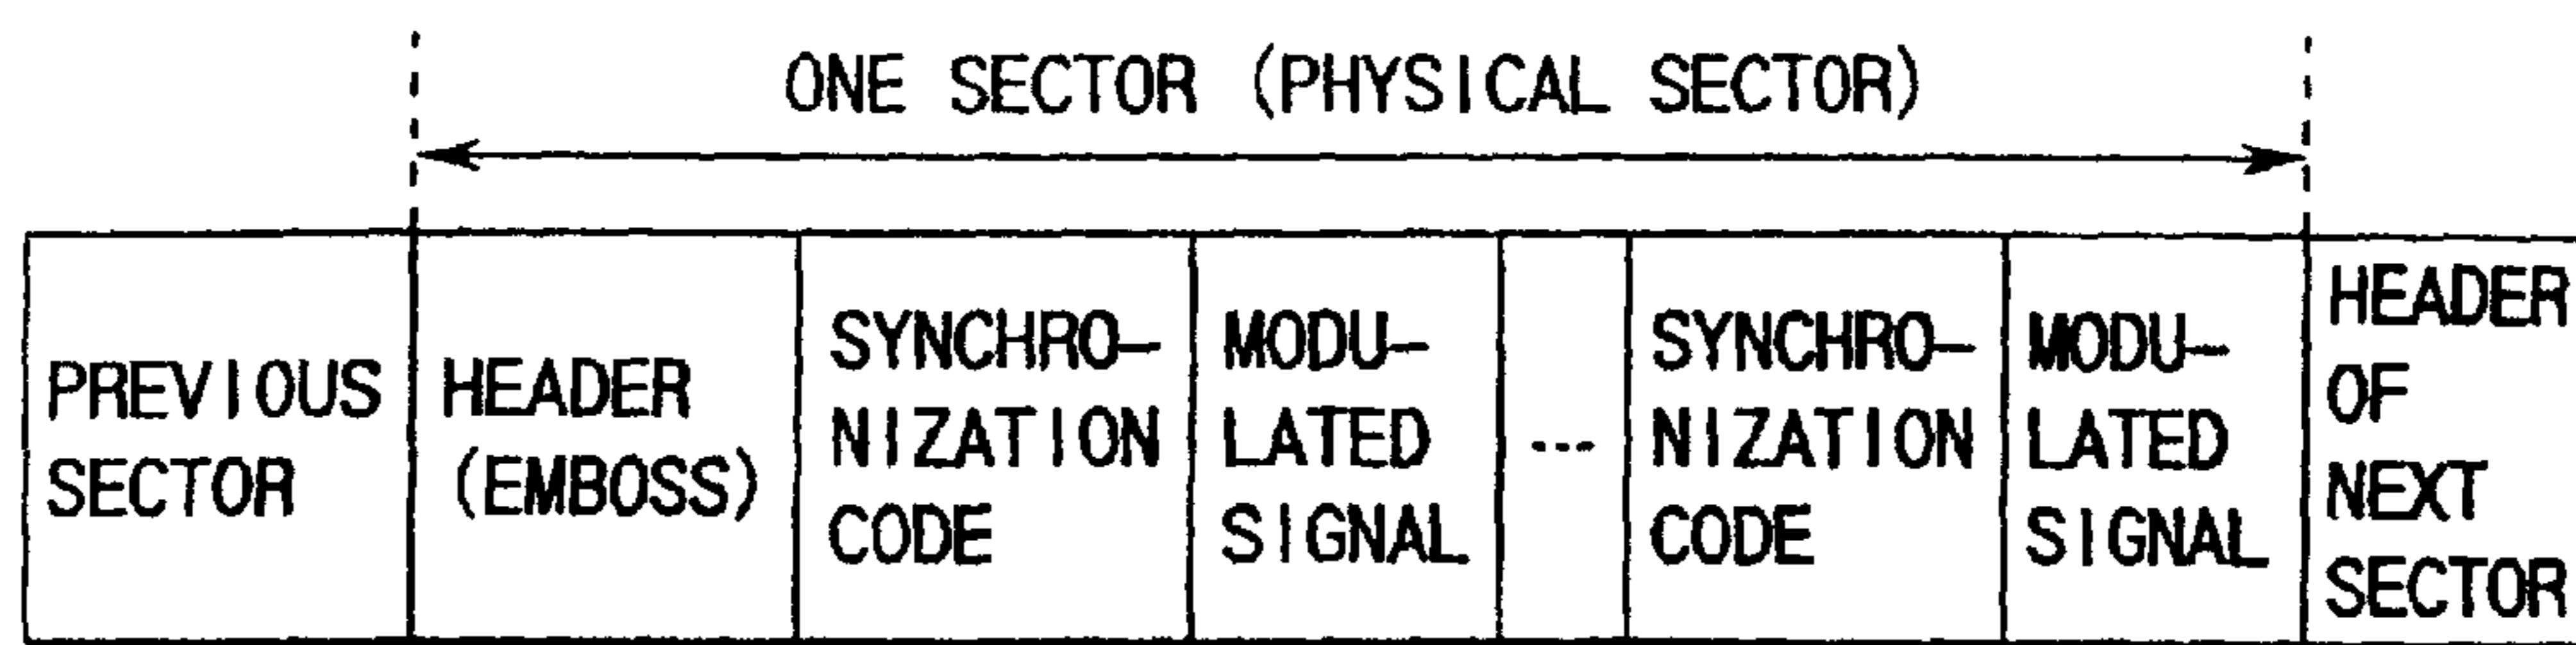 ONE SECTOR (PHYSICAL SECTOR)
PREVIOUS
SECTOR
HEADER
(EMBOSS)
SYNCHRO-
NIZATION
CODE
MODU-
LATED
SIGNAL
---
SYNCHRO-
NIZATION
CODE
MODU-
LATED
SIGNAL
HEADER
OF
NEXT
SECTOR